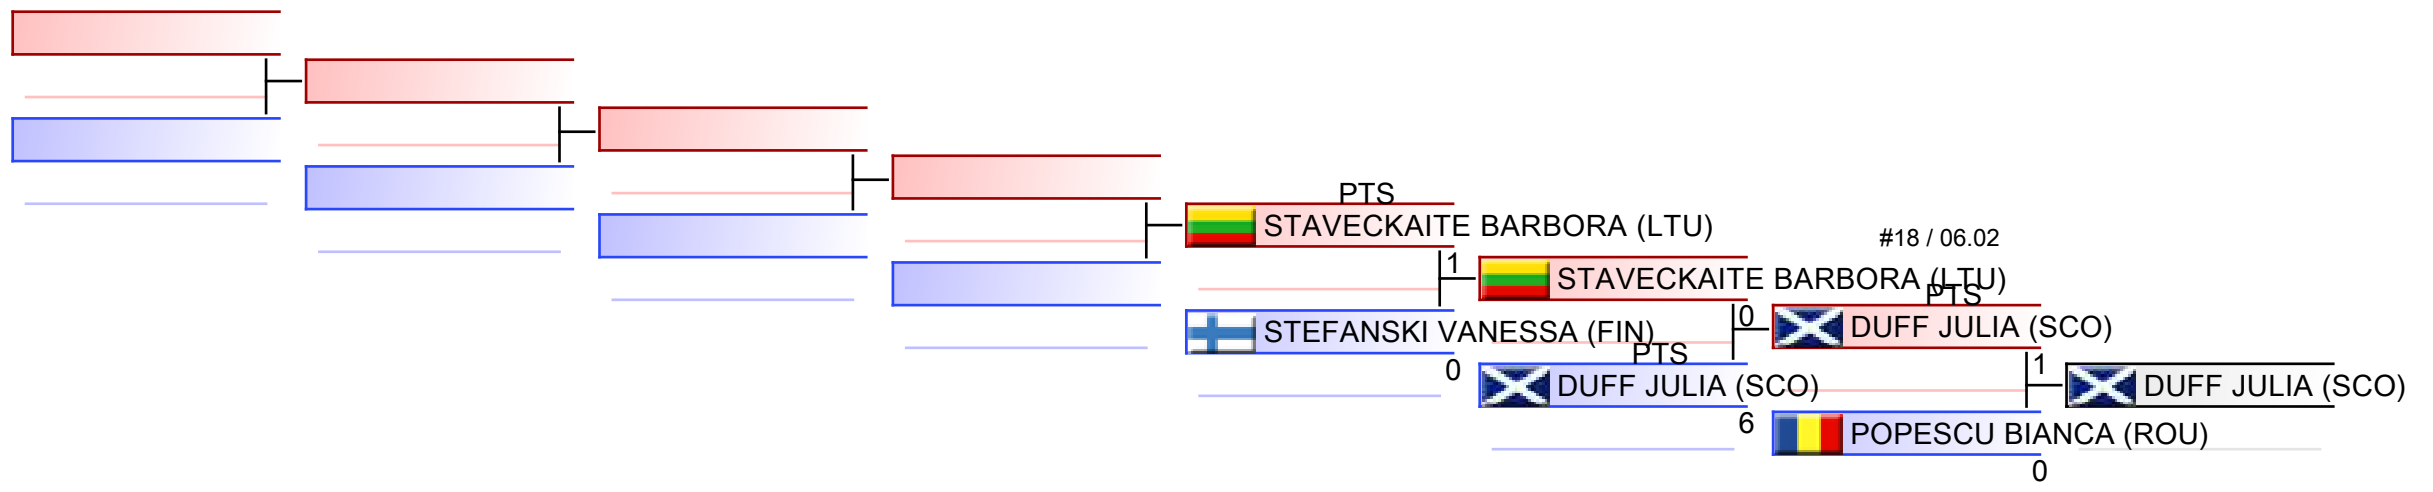 PTS
STAVECKAITE BARBORA (LTU)
1
STEFANSKI VANESSA (FIN)
0
STAVECKAITE BARBORA (LTU)
0
PTS
DUFF JULIA (SCO)
6
#18 / 06.02
PTS
DUFF JULIA (SCO)
1
POPESCU BIANCA (ROU)
0
DUFF JULIA (SCO)